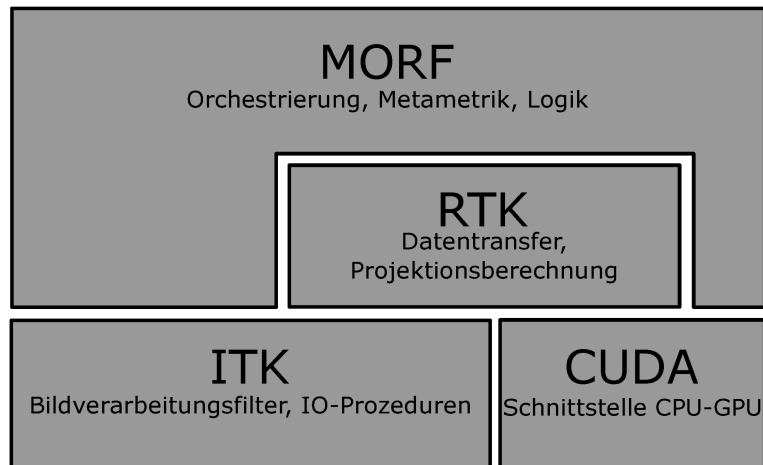 MORF
Orchestrierung, Metametrik, Logik
RTK
Datentransfer,
Projektionsberechnung
ITK
Bildverarbeitungsfilter, IO-Prozeduren
CUDA
Schnittstelle CPU-GPU